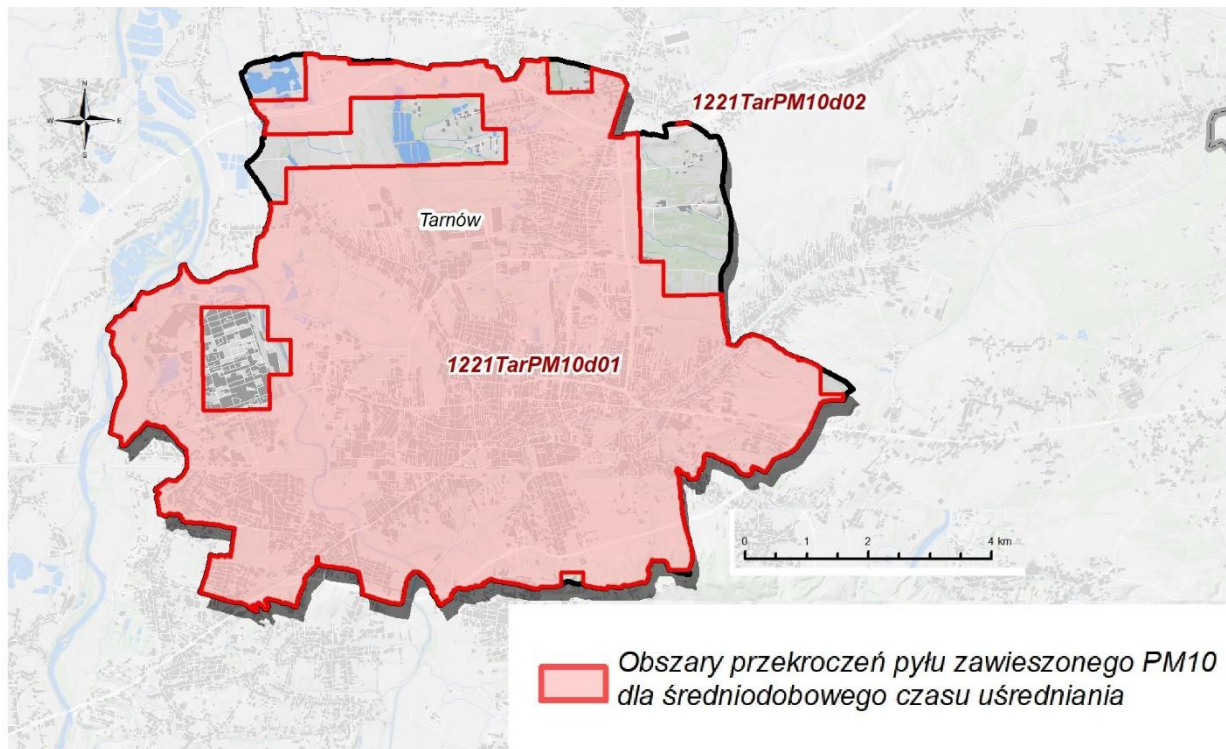 N
W E
S
1221TarPM10d02
Tarnów
1221TarPM10d01
0 1 2 4 km
Obszary przekroczeń pyłu zawieszonego PM10
dla średniodobowego czasu uśredniania